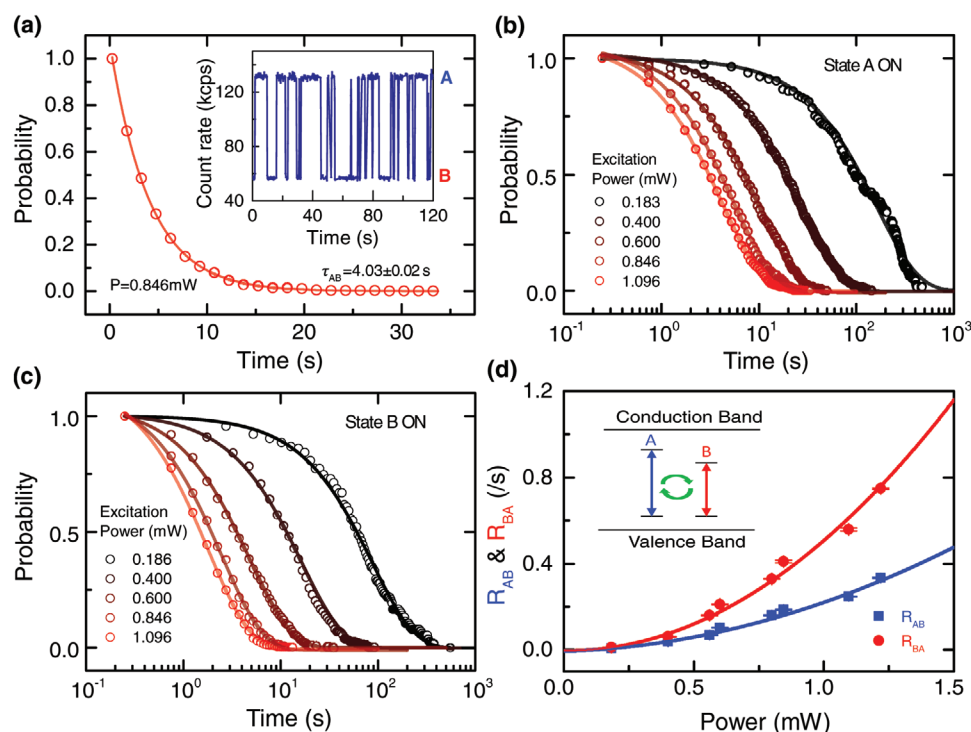 (a)
Probability
1.0
0.8
0.6
0.4
0.2
0.0
P=0.846mW
τAB=4.03±0.02 s
0
10
20
30
Time (s)
Count rate (kcps)
120
80
40
A
B
0
40
80
120
Time (s)
(b)
Probability
1.0
0.5
0.0
State A ON
Excitation
Power (mW)
0.183
0.400
0.600
0.846
1.096
10-1
100
101
102
103
Time (s)
(c)
Probability
1.0
0.5
0.0
State B ON
Excitation
Power (mW)
0.186
0.400
0.600
0.846
1.096
10-1
100
101
102
103
Time (s)
(d)
RAB & RBA (/s)
1.2
0.8
0.4
0.0
Conduction Band
A
B
Valence Band
RAB
RBA
0.0
0.5
1.0
1.5
Power (mW)